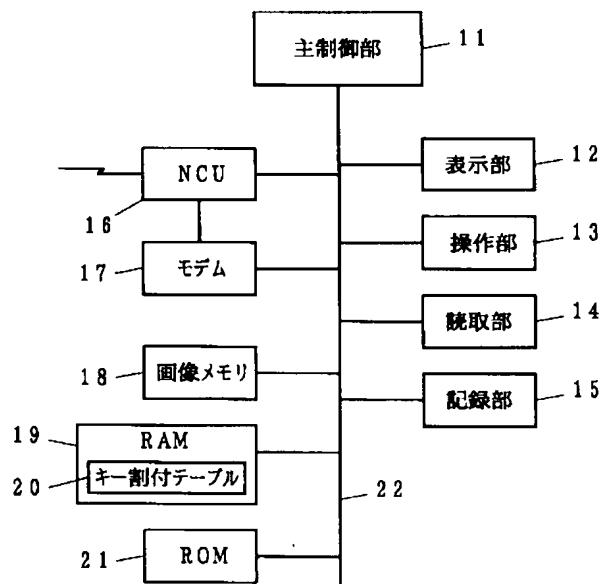 主制御部
11
NCU
16
表示部
12
モデム
17
操作部
13
読取部
14
画像メモリ
18
記録部
15
19
RAM
20
キー割付テーブル
22
21
ROM